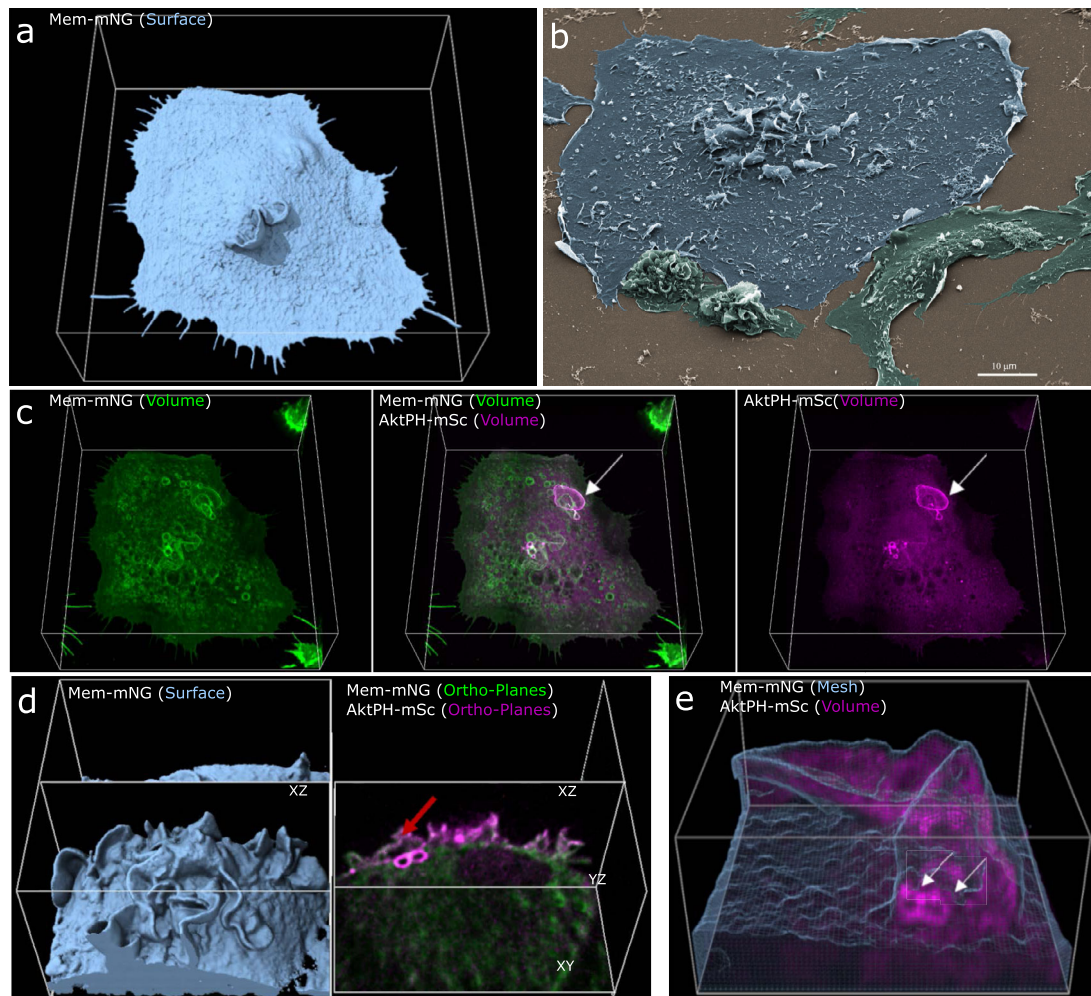 a
Mem-mNG (Surface)
b
10 μm
c
Mem-mNG (Volume)
Mem-mNG (Volume)
AktPH-mSc (Volume)
AktPH-mSc(Volume)
d
Mem-mNG (Surface)
XZ
Mem-mNG (Ortho-Planes)
AktPH-mSc (Ortho-Planes)
XZ
YZ
XY
e
Mem-mNG (Mesh)
AktPH-mSc (Volume)